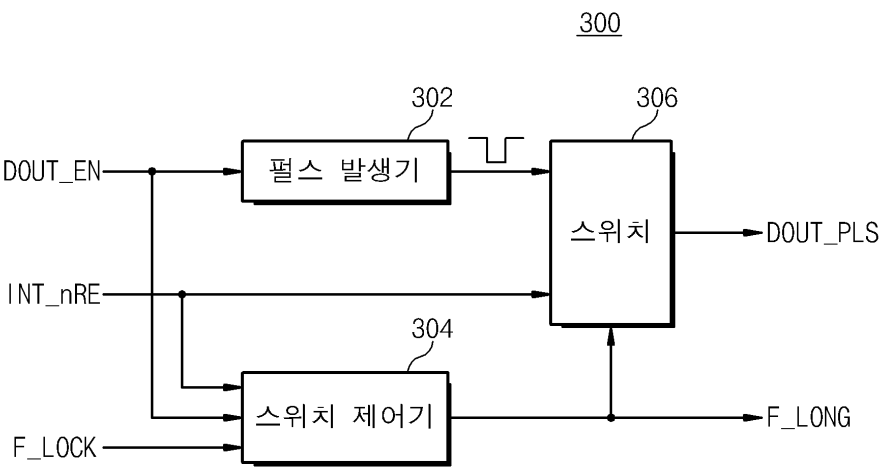 300
302
306
DOUT_EN
펄스 발생기
스위치
DOUT_PLS
INT_nRE
304
스위치 제어기
F_LOCK
F_LONG